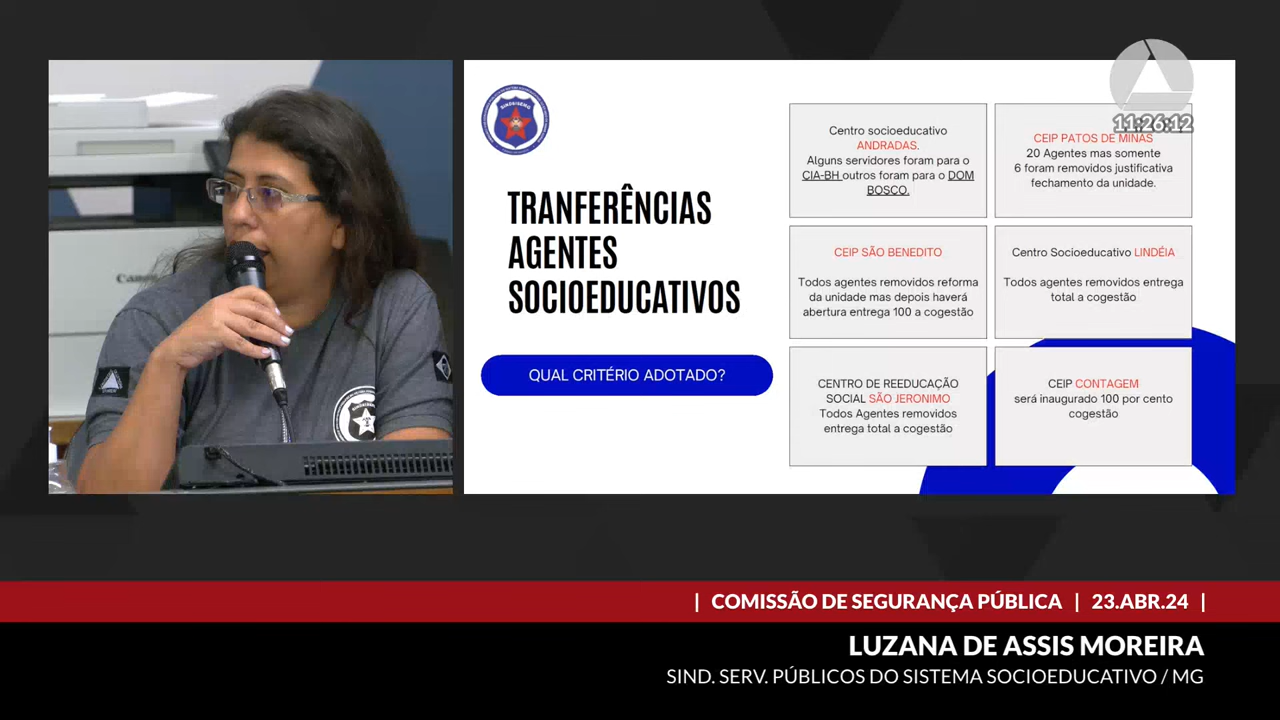 SINDSISEMG
11:26:12
TRANFERÊNCIAS
AGENTES
SOCIOEDUCATIVOS
QUAL CRITÉRIO ADOTADO?
Centro socioeducativo
ANDRADAS.
Alguns servidores foram para o
CIA-BH outros foram para o DOM
BOSCO.
CEIP PATOS DE MINAS
20 Agentes mas somente
6 foram removidos justificativa
fechamento da unidade.
CEIP SÃO BENEDITO
Todos agentes removidos reforma
da unidade mas depois haverá
abertura entrega 100 a cogestão
Centro Socioeducativo LINDÉIA
Todos agentes removidos entrega
total a cogestão
CENTRO DE REEDUCAÇÃO
SOCIAL SÃO JERONIMO
Todos Agentes removidos
entrega total a cogestão
CEIP CONTAGEM
será inaugurado 100 por cento
cogestão
| COMISSÃO DE SEGURANÇA PÚBLICA | 23.ABR.24 |
LUZANA DE ASSIS MOREIRA
SIND. SERV. PÚBLICOS DO SISTEMA SOCIOEDUCATIVO / MG